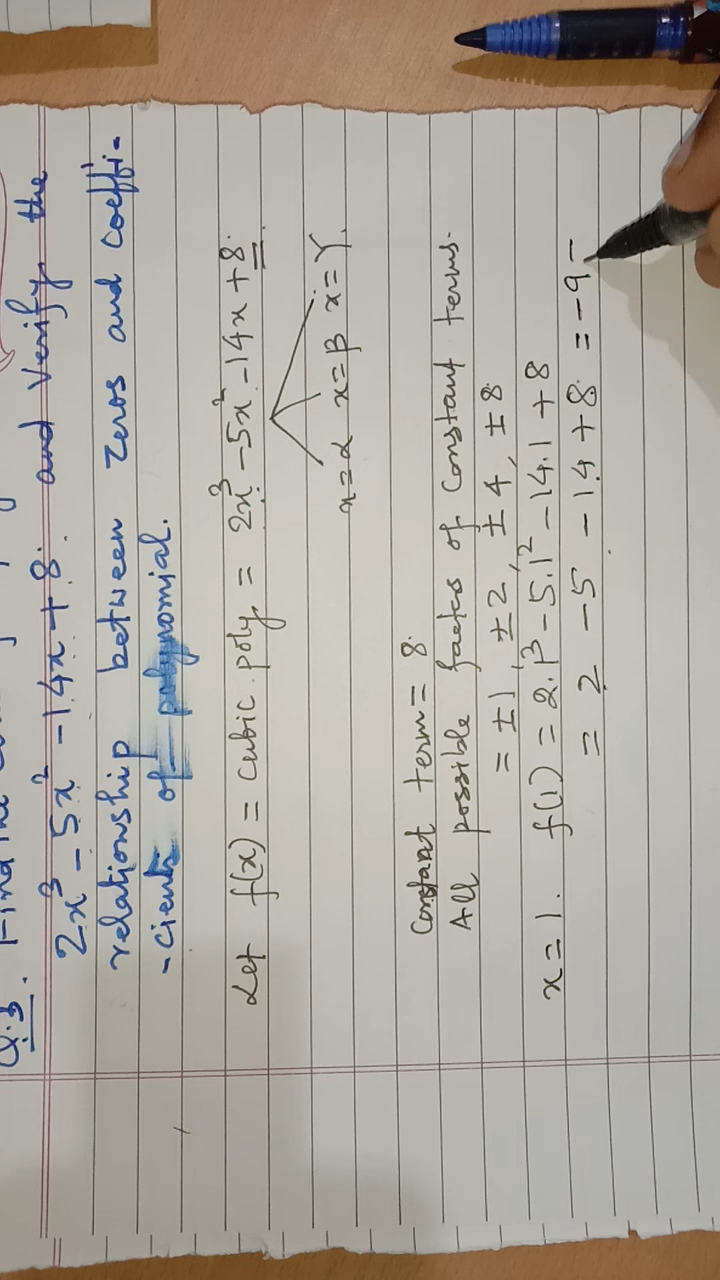 Q.3. Find the
2x³ - 5x² - 14x + 8. and verify the
relationship between zeros and coeffi-
-cients of polynomial.
Let f(x) = cubic poly. = 2x³ - 5x² - 14x + 8.
x=α x=β x=γ.
Constant term = 8.
All possible factors of Constant terms.
= ±1, ±2, ±4, ±8
x=1. f(1) = 2.1³ - 5.1² - 14.1 + 8
= 2 - 5 - 14 + 8 = -9